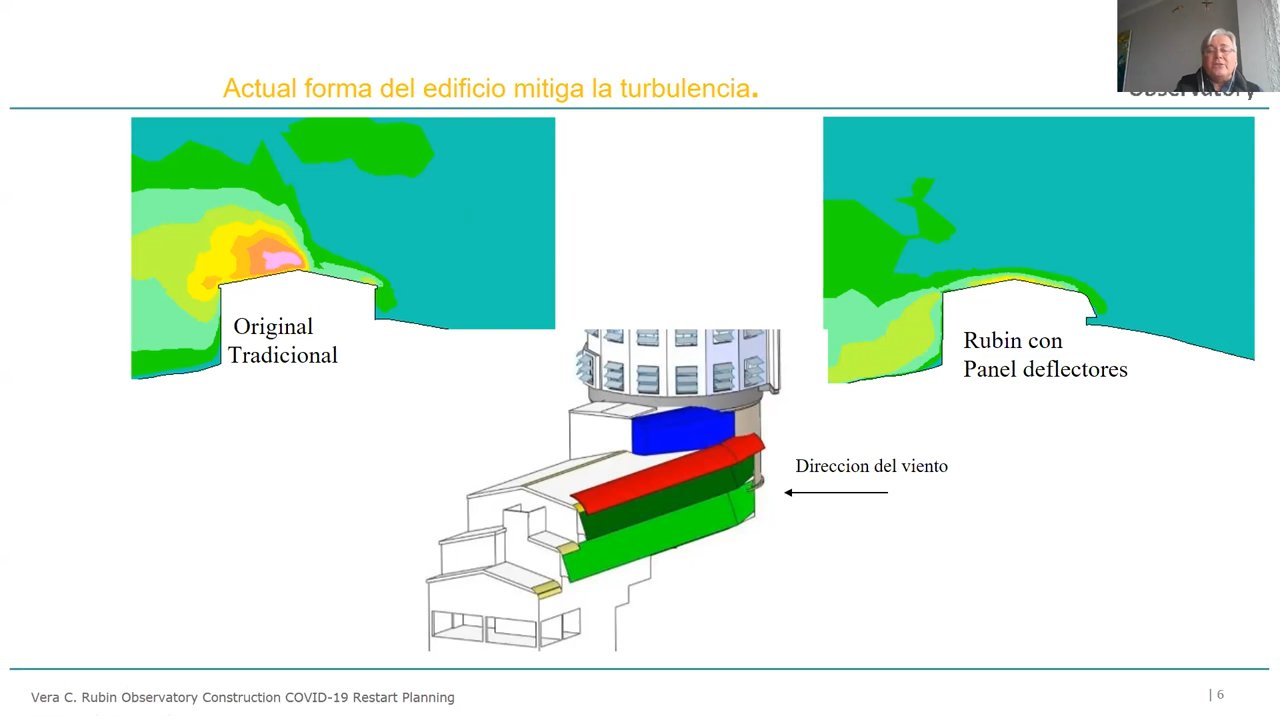 Actual forma del edificio mitiga la turbulencia.
Observatory
Original
Tradicional
Rubin con
Panel deflectores
Direccion del viento
Vera C. Rubin Observatory Construction COVID-19 Restart Planning
| 6